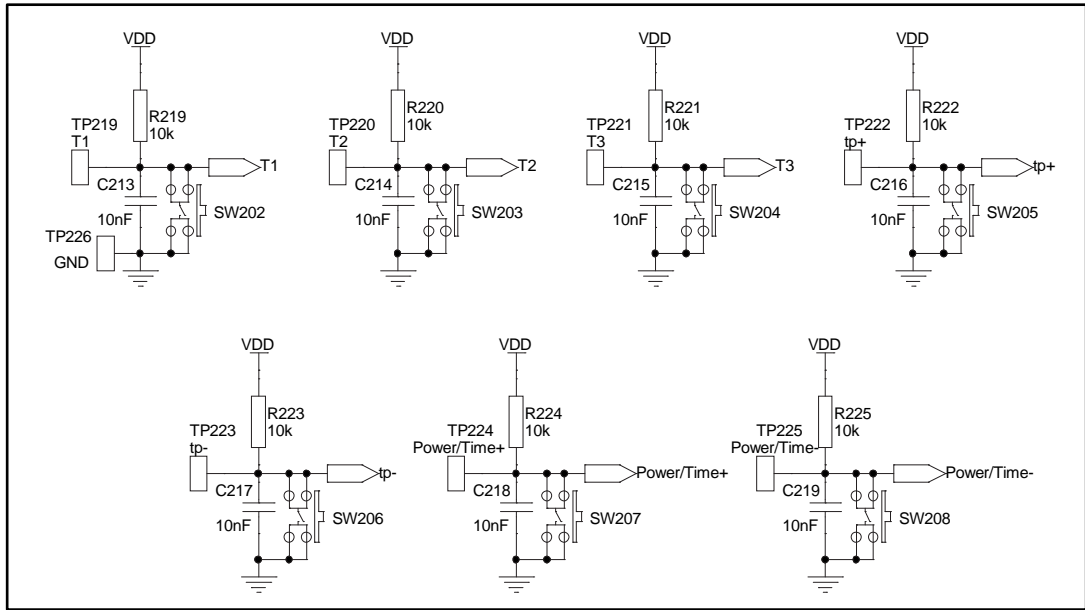 VDD
VDD
VDD
VDD
R219
10k
R220
10k
R221
10k
R222
10k
TP219
T1
TP220
T2
TP221
T3
TP222
tp+
T1
T2
T3
tp+
C213
10nF
SW202
C214
10nF
SW203
C215
10nF
SW204
C216
10nF
SW205
TP226
GND
VDD
VDD
VDD
R223
10k
R224
10k
R225
10k
TP223
tp-
TP224
Power/Time+
TP225
Power/Time-
tp-
Power/Time+
Power/Time-
C217
10nF
SW206
C218
10nF
SW207
C219
10nF
SW208